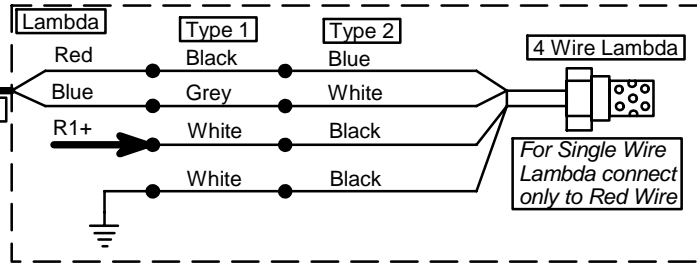 Lambda
Type 1
Type 2
4 Wire Lambda
Red
Black
Blue
Blue
Grey
White
R1+
White
Black
White
Black
For Single Wire
Lambda connect
only to Red Wire